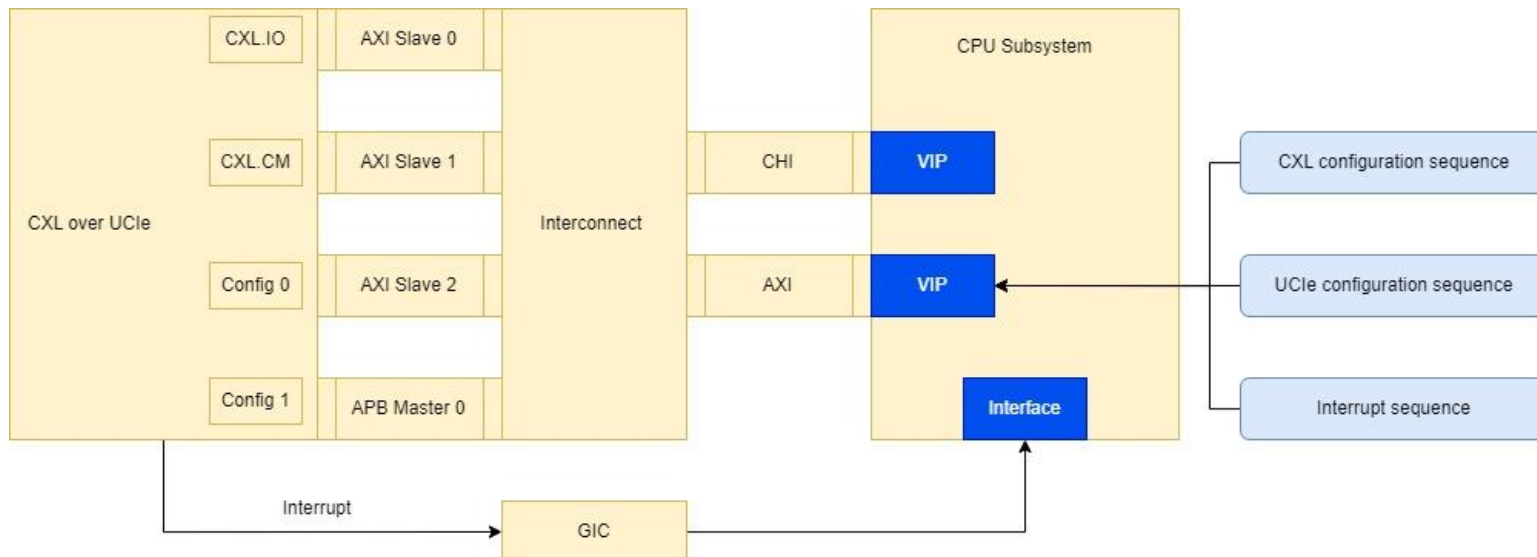 CXL.IO
AXI Slave 0
CPU Subsystem
CXL.CM
AXI Slave 1
CHI
VIP
CXL configuration sequence
CXL over UCIe
Interconnect
Config 0
AXI Slave 2
AXI
VIP
UCIe configuration sequence
Config 1
APB Master 0
Interface
Interrupt sequence
Interrupt
GIC